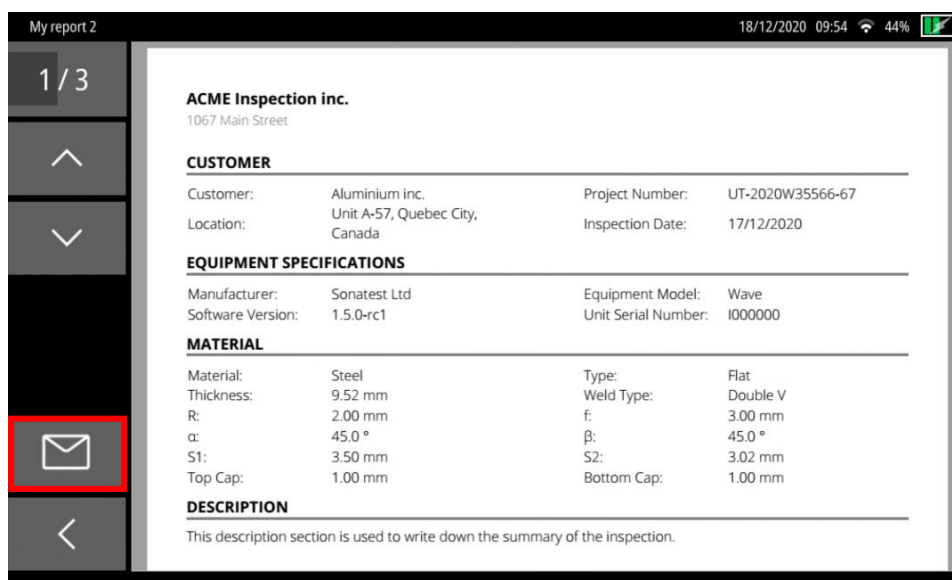 My report 2 18/12/2020 09:54 44%
1 / 3
ACME Inspection inc.
1067 Main Street
CUSTOMER
Customer: Aluminium inc. Project Number: UT-2020W35566-67
Location: Unit A-57, Quebec City, Inspection Date: 17/12/2020
Canada
EQUIPMENT SPECIFICATIONS
Manufacturer: Sonatest Ltd Equipment Model: Wave
Software Version: 1.5.0-rc1 Unit Serial Number: I000000
MATERIAL
Material: Steel Type: Flat
Thickness: 9.52 mm Weld Type: Double V
R: 2.00 mm f: 3.00 mm
α: 45.0 ° β: 45.0 °
S1: 3.50 mm S2: 3.02 mm
Top Cap: 1.00 mm Bottom Cap: 1.00 mm
DESCRIPTION
This description section is used to write down the summary of the inspection.